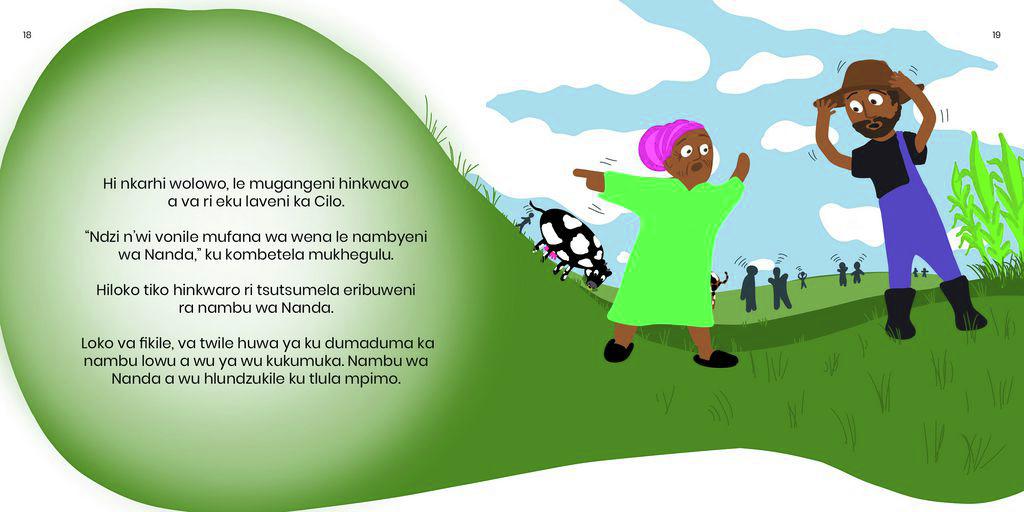 18
19
Hi nkarhi wolowo, le mugangeni hinkwavo
a va ri eku laveni ka Cilo.
“Ndzi n’wi vonile mufana wa wena le nambyeni
wa Nanda,” ku kombetela mukhegulu.
Hiloko tiko hinkwaro ri tsutsumela eribuweni
ra nambu wa Nanda.
Loko va fikile, va twile huwa ya ku dumaduma ka
nambu lowu a wu ya wu kukumuka. Nambu wa
Nanda a wu hlundzukile ku tlula mpimo.